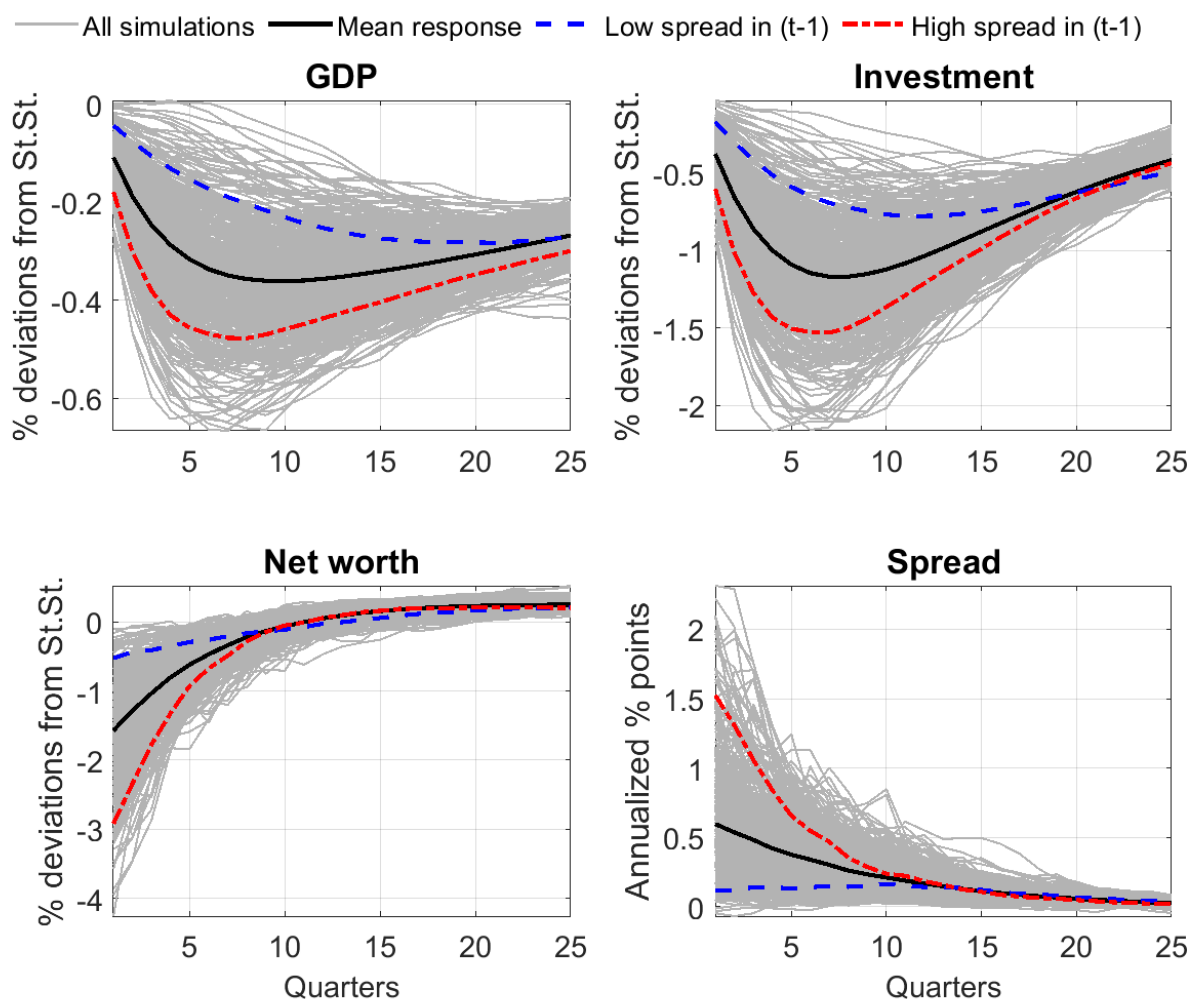 All simulations Mean response Low spread in (t-1) High spread in (t-1)
GDP
% deviations from St.St.
0
-0.2
-0.4
-0.6
5 10 15 20 25
Investment
% deviations from St.St.
-0.5
-1
-1.5
-2
5 10 15 20 25
Net worth
% deviations from St.St.
0
-1
-2
-3
-4
5 10 15 20 25
Quarters
Spread
Annualized % points
2
1.5
1
0.5
0
5 10 15 20 25
Quarters